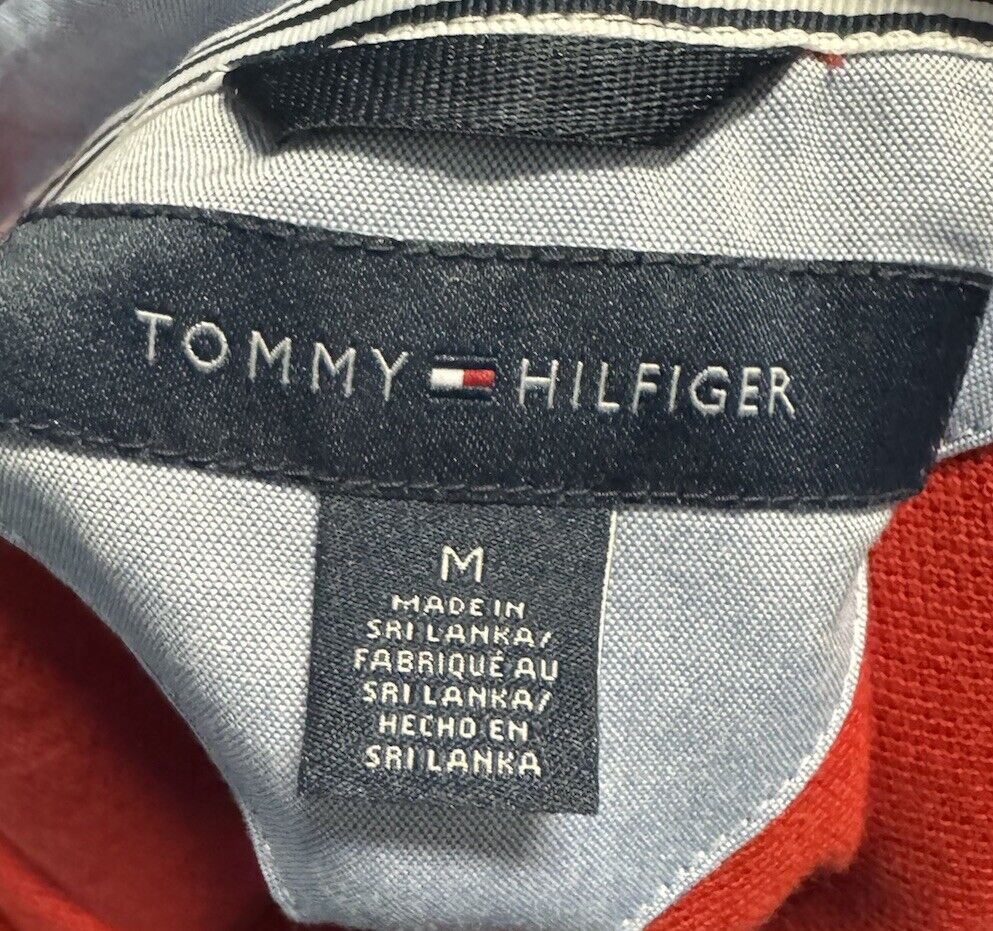 TOMMY HILFIGER
M
MADE IN
SRI LANKA/
FABRIQUÉ AU
SRI LANKA/
HECHO EN
SRI LANKA